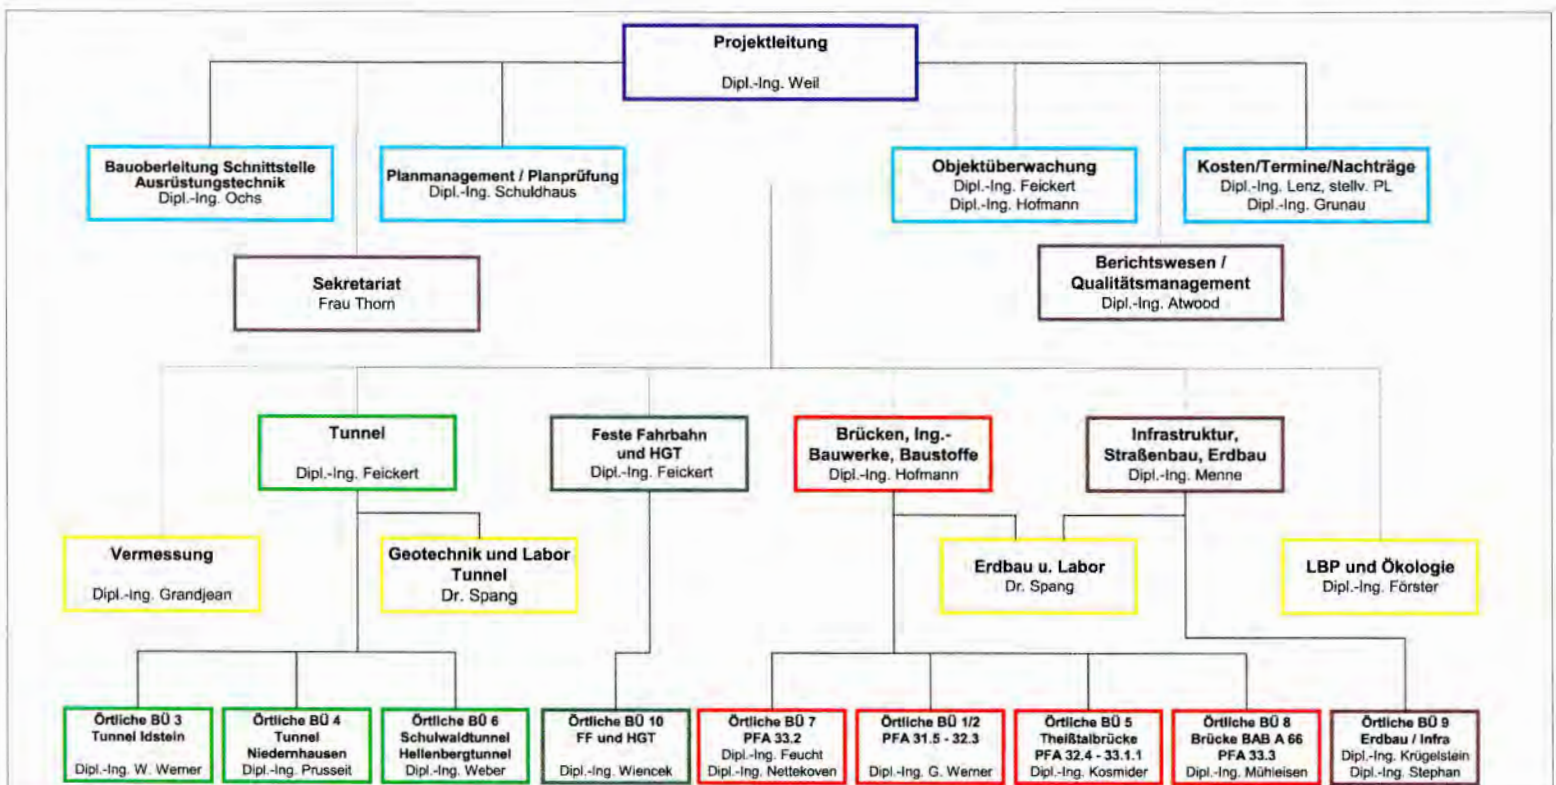 Projektleitung
Dipl.-Ing. Weil
Bauoberleitung Schnittstelle
Ausrüstungstechnik
Dipl.-Ing. Ochs
Planmanagement / Planprüfung
Dipl.-Ing. Schuldhaus
Objektüberwachung
Dipl.-Ing. Feickert
Dipl.-Ing. Hofmann
Kosten/Termine/Nachträge
Dipl.-Ing. Lenz, stellv. PL
Dipl.-Ing. Grunau
Sekretariat
Frau Thorn
Berichtswesen /
Qualitätsmanagement
Dipl.-Ing. Atwood
Tunnel
Dipl.-Ing. Feickert
Feste Fahrbahn
und HGT
Dipl.-Ing. Feickert
Brücken, Ing.-
Bauwerke, Baustoffe
Dipl.-Ing. Hofmann
Infrastruktur,
Straßenbau, Erdbau
Dipl.-Ing. Menne
Vermessung
Dipl.-Ing. Grandjean
Geotechnik und Labor
Tunnel
Dr. Spang
Erdbau u. Labor
Dr. Spang
LBP und Ökologie
Dipl.-Ing. Förster
Örtliche BÜ 3
Tunnel Idstein
Dipl.-Ing. W. Werner
Örtliche BÜ 4
Tunnel
Niedernhausen
Dipl.-Ing. Prusseit
Örtliche BÜ 6
Schulwaldtunnel
Hellenbergtunnel
Dipl.-Ing. Weber
Örtliche BÜ 10
FF und HGT
Dipl.-Ing. Wiencek
Örtliche BÜ 7
PFA 33.2
Dipl.-Ing. Feucht
Dipl.-Ing. Nettekoven
Örtliche BÜ 1/2
PFA 31.5 - 32.3
Dipl.-Ing. G. Werner
Örtliche BÜ 5
Theißtalbrücke
PFA 32.4 - 33.1.1
Dipl.-Ing. Kosmider
Örtliche BÜ 8
Brücke BAB A 66
PFA 33.3
Dipl.-Ing. Mühleisen
Örtliche BÜ 9
Erdbau / Infra
Dipl.-Ing. Krügelstein
Dipl.-Ing. Stephan